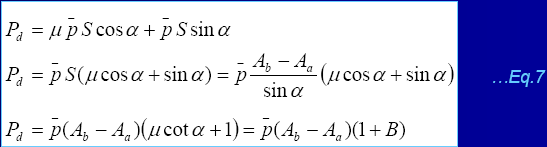 P_d = μ p̄ S cos α + p̄ S sin α
P_d = p̄ S(μ cos α + sin α) = p̄ (A_b − A_a)/(sin α) (μ cos α + sin α) ...Eq.7
P_d = p̄(A_b − A_a)(μ cot α + 1) = p̄(A_b − A_a)(1 + B)